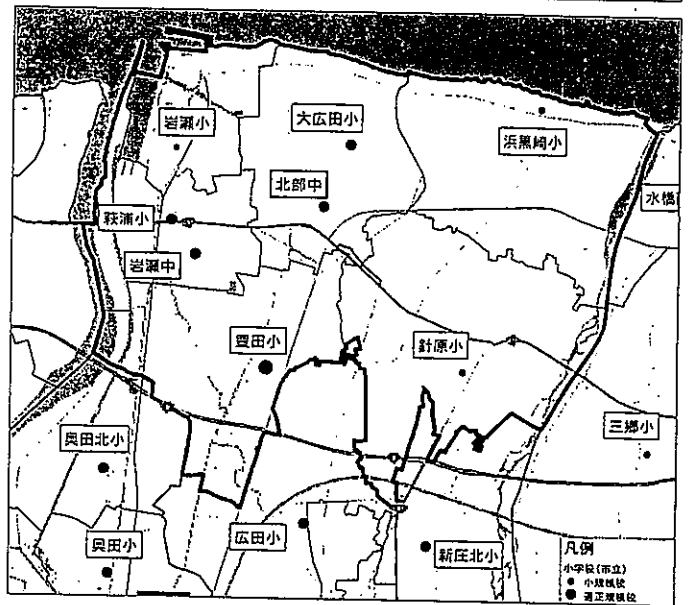 岩瀬小
大広田小
浜黒崎小
北部中
水橋
萩浦小
岩瀬中
豊田小
針原小
三郷小
奥田北小
広田小
新庄北小
奥田小
凡例
小学校(市立)
小規模校
適正規模校